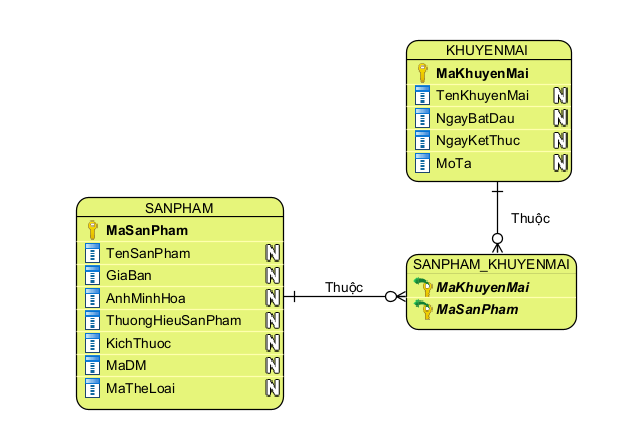 KHUYENMAI
MaKhuyenMai
TenKhuyenMai N
NgayBatDau N
NgayKetThuc N
MoTa N
Thuộc
SANPHAM
MaSanPham
TenSanPham N
GiaBan N
AnhMinhHoa N
ThuongHieuSanPham N
KichThuoc N
MaDM N
MaTheLoai N
Thuộc
SANPHAM_KHUYENMAI
MaKhuyenMai
MaSanPham